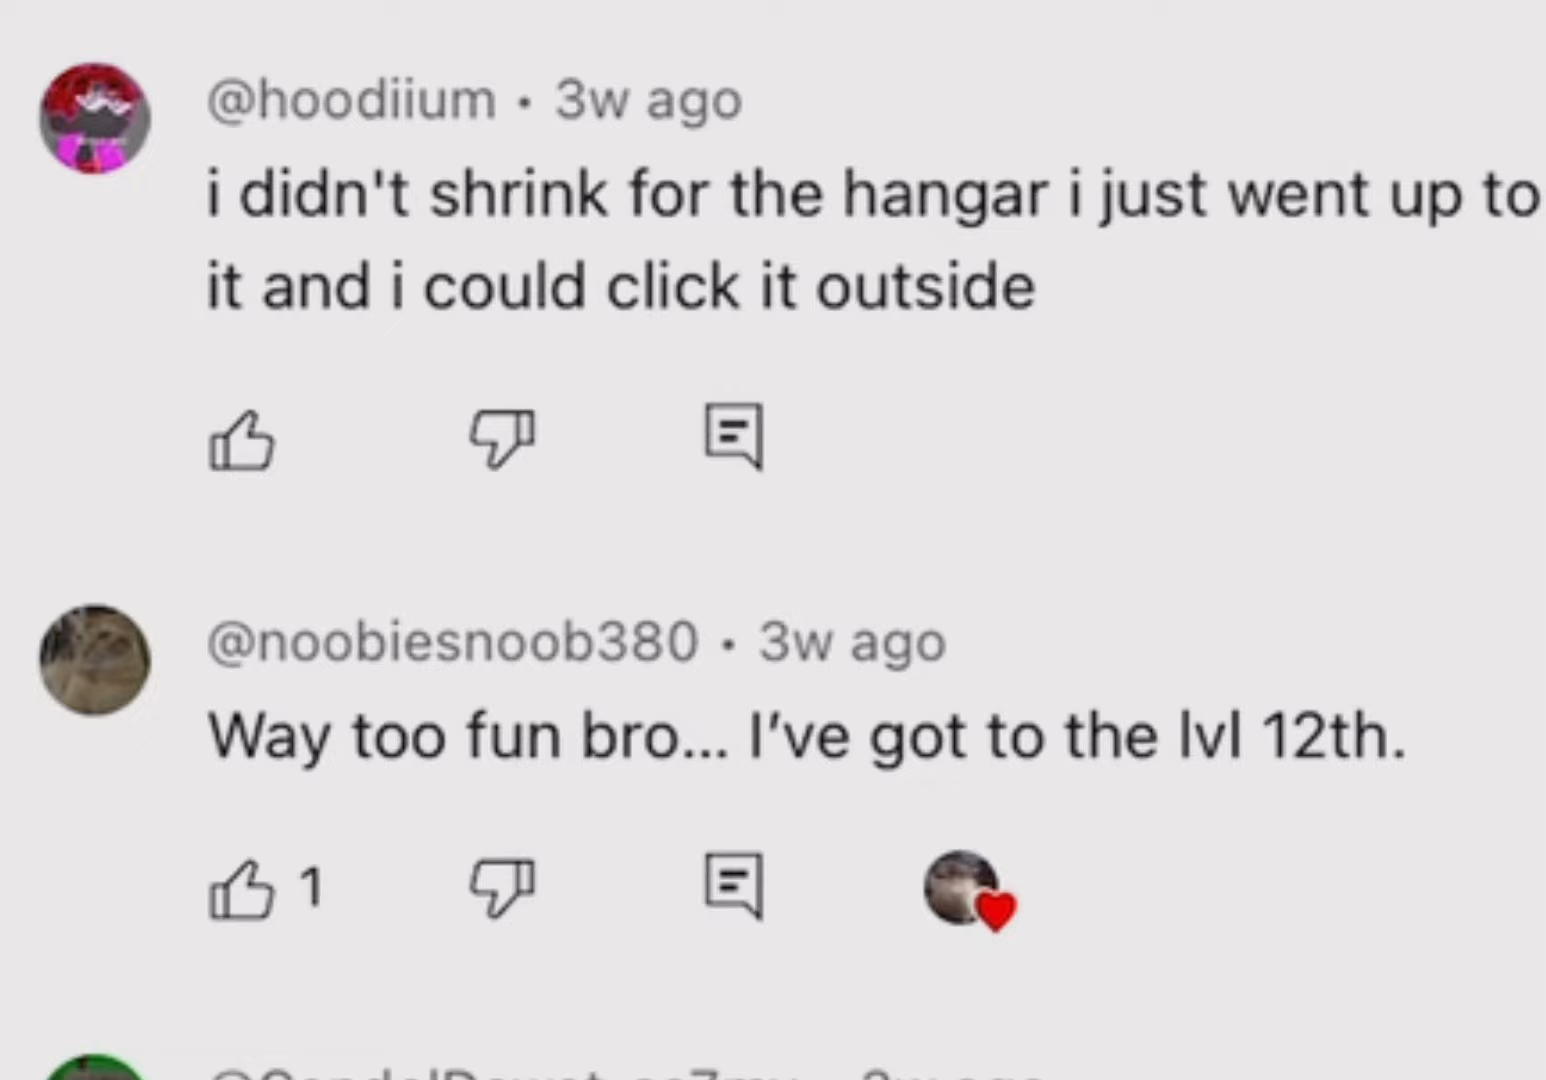 @hoodiium • 3w ago
i didn't shrink for the hangar i just went up to
it and i could click it outside
@noobiesnoob380 • 3w ago
Way too fun bro... I’ve got to the lvl 12th.
1